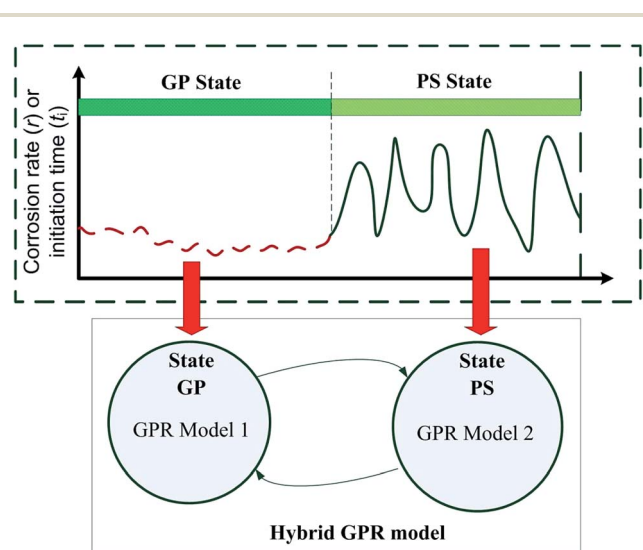 GP State
PS State
Corrosion rate (r) or
initiation time (ti)
State
GP
GPR Model 1
State
PS
GPR Model 2
Hybrid GPR model